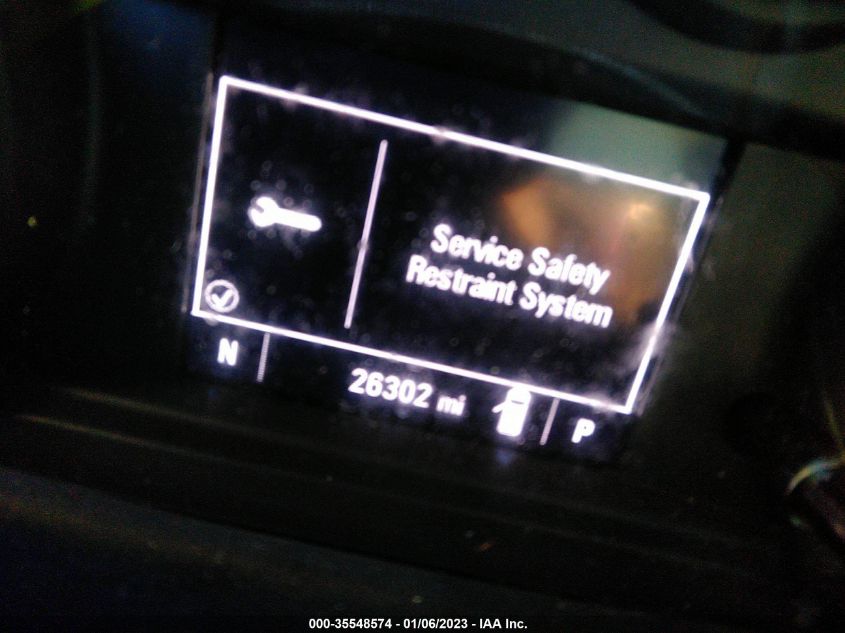 Service Safety
Restraint System
N 26302 mi P
000-35548574 - 01/06/2023 - IAA Inc.